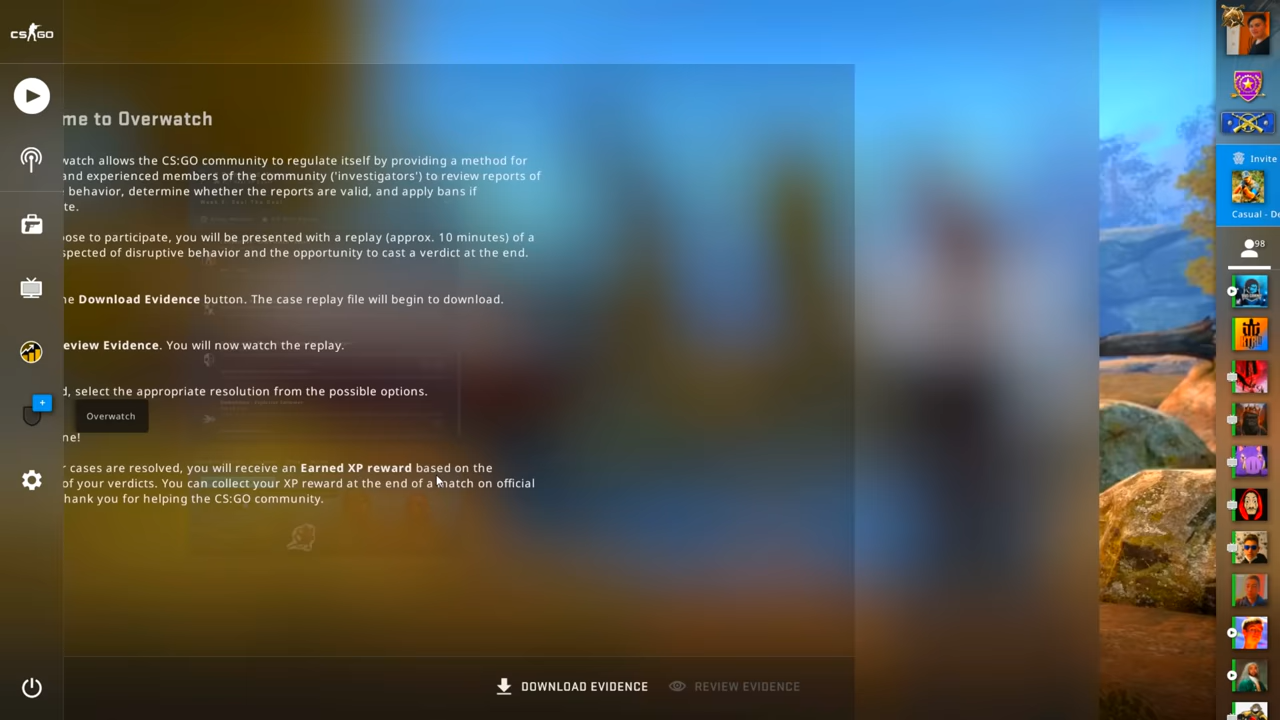 CS GO
me to Overwatch
watch allows the CS:GO community to regulate itself by providing a method for
and experienced members of the community ('investigators') to review reports of
behavior, determine whether the reports are valid, and apply bans if
te.
ose to participate, you will be presented with a replay (approx. 10 minutes) of a
spected of disruptive behavior and the opportunity to cast a verdict at the end.
ne Download Evidence button. The case replay file will begin to download.
eview Evidence. You will now watch the replay.
d, select the appropriate resolution from the possible options.
+
Overwatch
ne!
r cases are resolved, you will receive an Earned XP reward based on the
of your verdicts. You can collect your XP reward at the end of a match on official
hank you for helping the CS:GO community.
DOWNLOAD EVIDENCE
REVIEW EVIDENCE
Invite
Casual - De
98